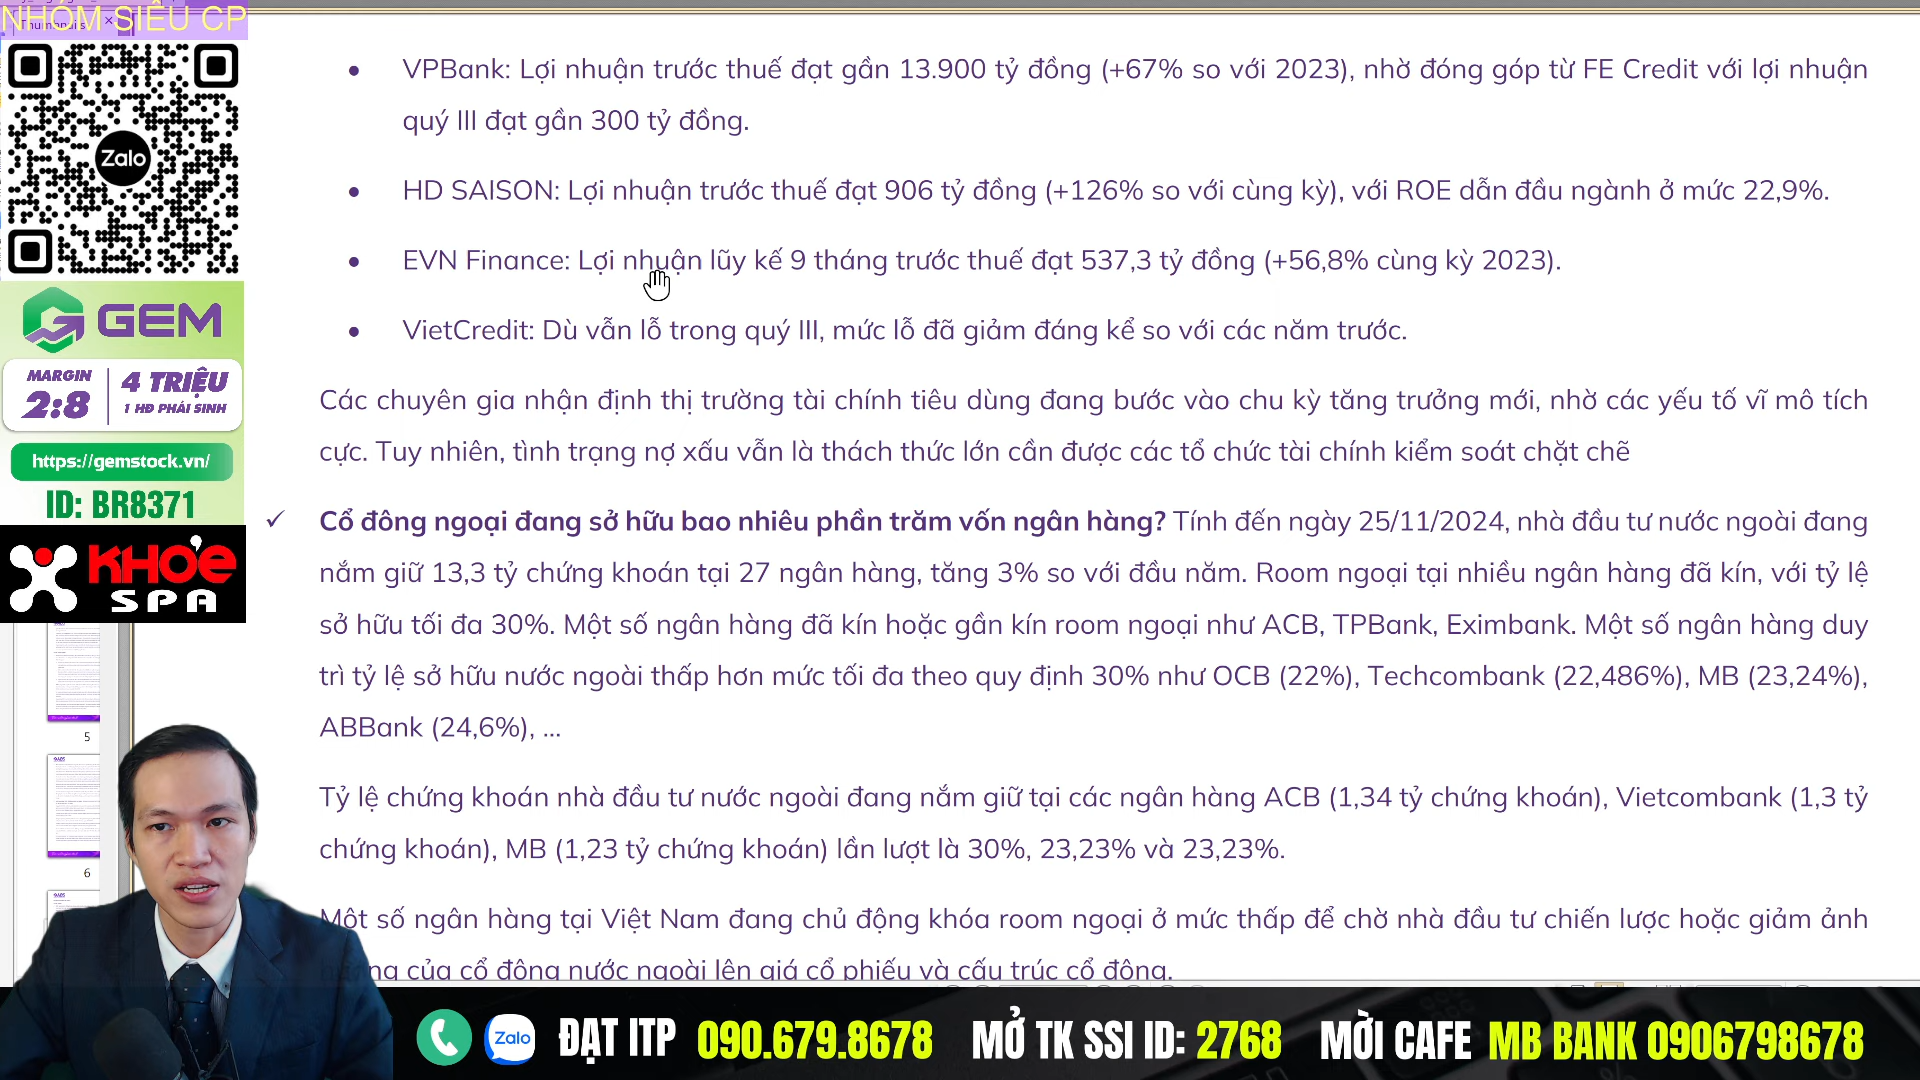 NHÓM SIÊU CP
Zalo
GEM
MARGIN
2:8
4 TRIỆU
1 HĐ PHÁI SINH
https://gemstock.vn/
ID: BR8371
KHỎE
SPA
• VPBank: Lợi nhuận trước thuế đạt gần 13.900 tỷ đồng (+67% so với 2023), nhờ đóng góp từ FE Credit với lợi nhuận
quý III đạt gần 300 tỷ đồng.
• HD SAISON: Lợi nhuận trước thuế đạt 906 tỷ đồng (+126% so với cùng kỳ), với ROE dẫn đầu ngành ở mức 22,9%.
• EVN Finance: Lợi nhuận lũy kế 9 tháng trước thuế đạt 537,3 tỷ đồng (+56,8% cùng kỳ 2023).
• VietCredit: Dù vẫn lỗ trong quý III, mức lỗ đã giảm đáng kể so với các năm trước.
Các chuyên gia nhận định thị trường tài chính tiêu dùng đang bước vào chu kỳ tăng trưởng mới, nhờ các yếu tố vĩ mô tích
cực. Tuy nhiên, tình trạng nợ xấu vẫn là thách thức lớn cần được các tổ chức tài chính kiểm soát chặt chẽ
✓ Cổ đông ngoại đang sở hữu bao nhiêu phần trăm vốn ngân hàng? Tính đến ngày 25/11/2024, nhà đầu tư nước ngoài đang
nắm giữ 13,3 tỷ chứng khoán tại 27 ngân hàng, tăng 3% so với đầu năm. Room ngoại tại nhiều ngân hàng đã kín, với tỷ lệ
sở hữu tối đa 30%. Một số ngân hàng đã kín hoặc gần kín room ngoại như ACB, TPBank, Eximbank. Một số ngân hàng duy
trì tỷ lệ sở hữu nước ngoài thấp hơn mức tối đa theo quy định 30% như OCB (22%), Techcombank (22,486%), MB (23,24%),
ABBank (24,6%), ...
Tỷ lệ chứng khoán nhà đầu tư nước ngoài đang nắm giữ tại các ngân hàng ACB (1,34 tỷ chứng khoán), Vietcombank (1,3 tỷ
chứng khoán), MB (1,23 tỷ chứng khoán) lần lượt là 30%, 23,23% và 23,23%.
Một số ngân hàng tại Việt Nam đang chủ động khóa room ngoại ở mức thấp để chờ nhà đầu tư chiến lược hoặc giảm ảnh
của cổ đông nước ngoài lên giá cổ phiếu và cấu trúc cổ đông.
5
6
Zalo
ĐẶT ITP 090.679.8678 MỞ TK SSI ID: 2768 MỜI CAFE MB BANK 0906798678